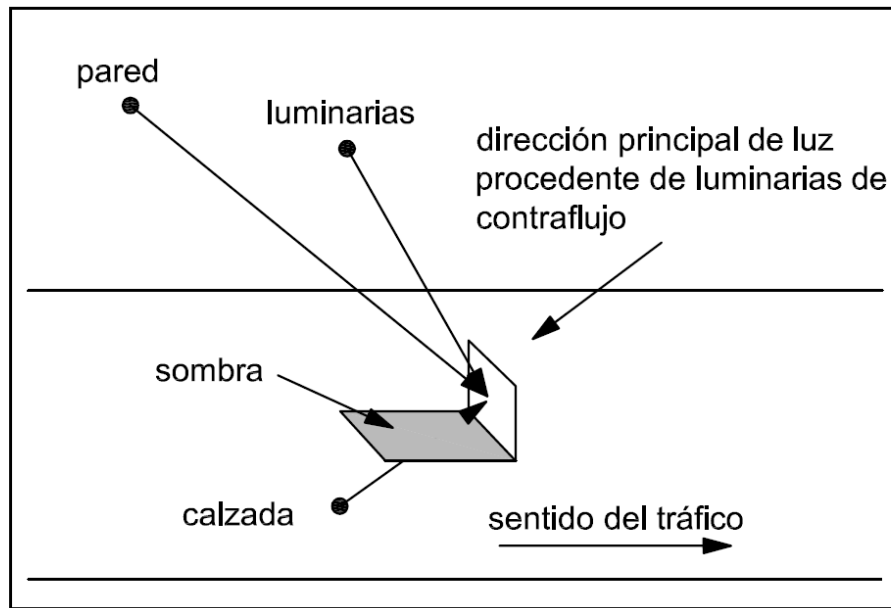 pared
luminarias
dirección principal de luz
procedente de luminarias de
contraflujo
sombra
calzada
sentido del tráfico